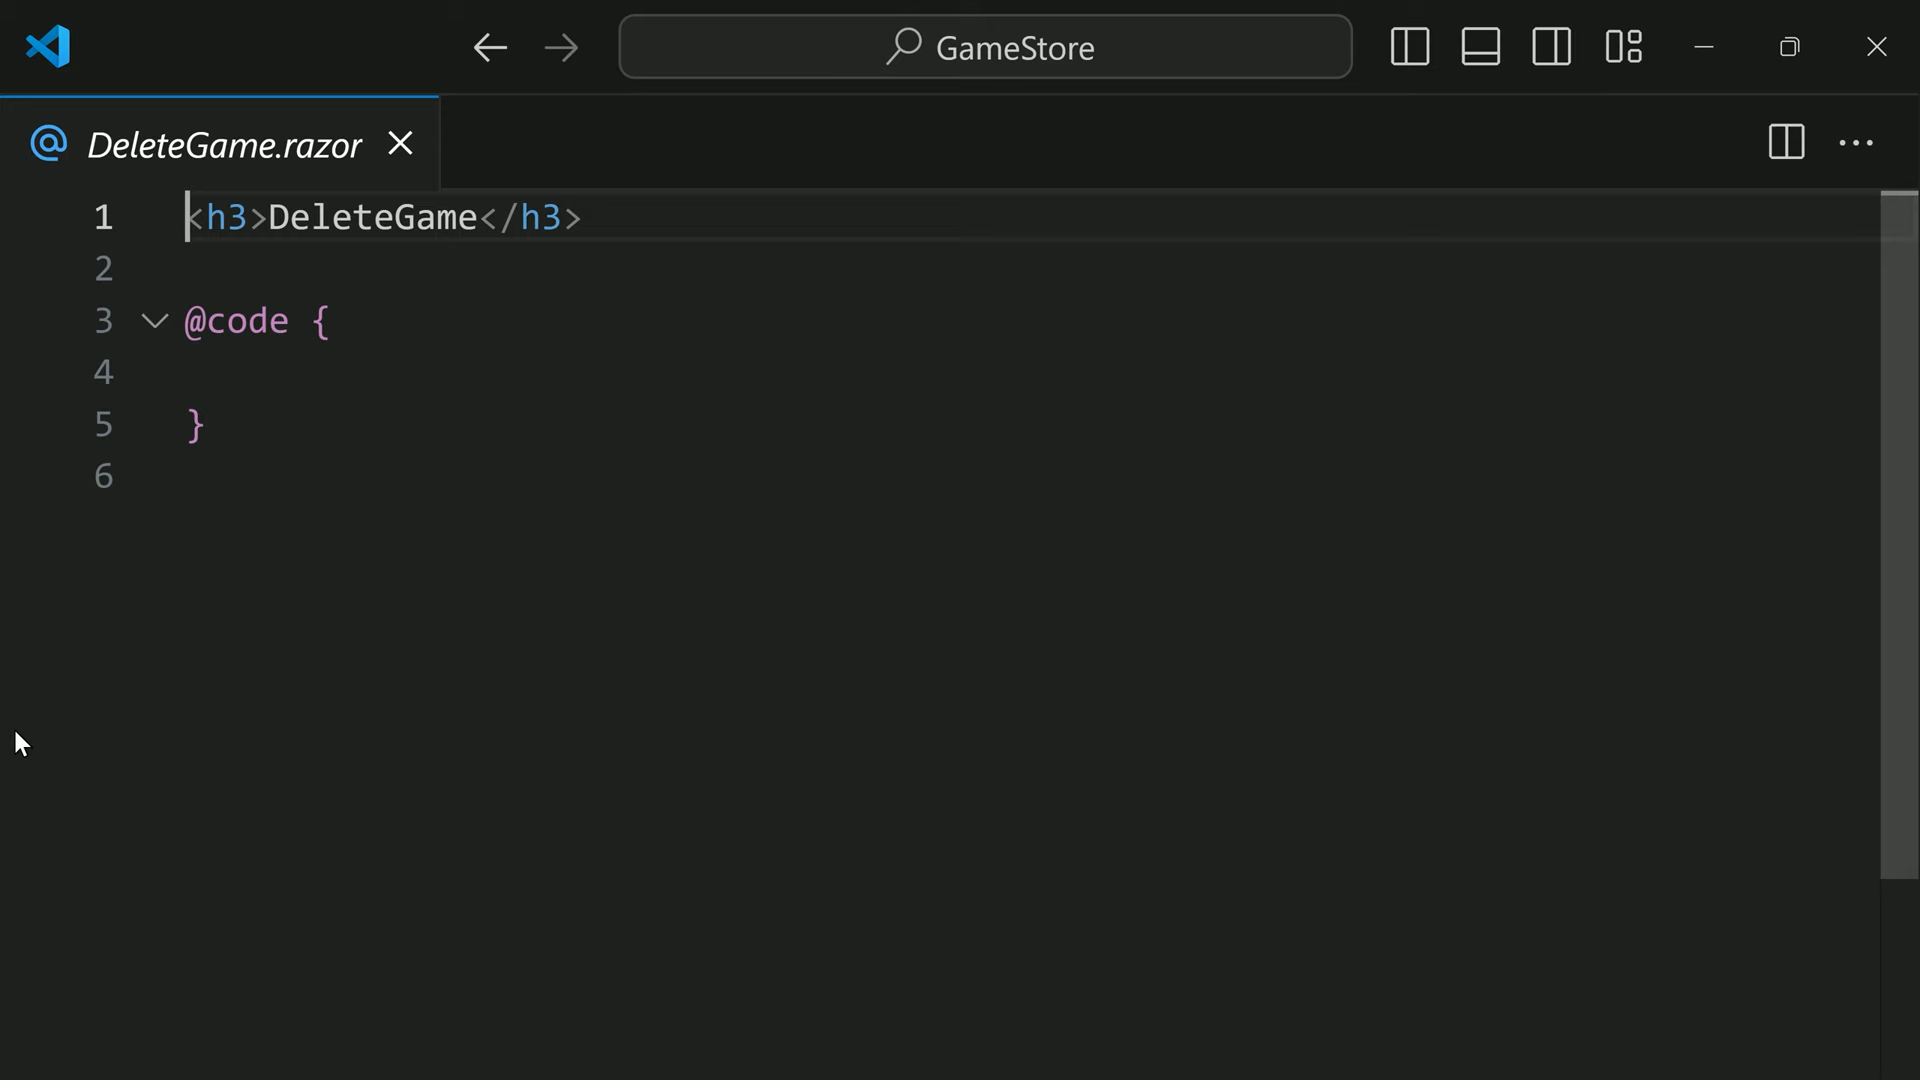 GameStore
DeleteGame.razor
1 <h3>DeleteGame</h3>
2
3 @code {
4
5 }
6